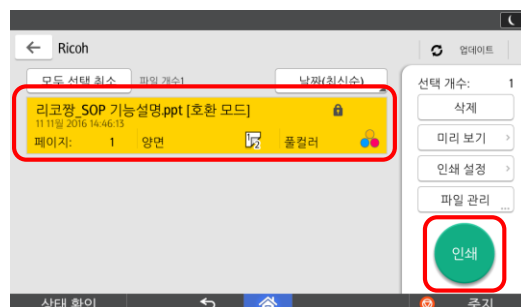 Ricoh
업데이트
모두 선택 취소 파일 개수1 날짜(최신순)
선택 개수: 1
리코짱_SOP 기능설명.ppt [호환 모드]
11 11월 2016 14:46:13
페이지: 1 양면 풀컬러
삭제
미리 보기
인쇄 설정
파일 관리
인쇄
상태 확인 중지